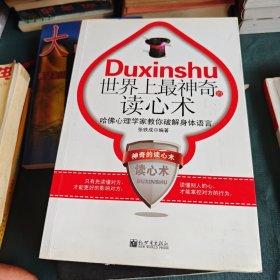 Duxinshu
世界上最神奇的
读心术
哈佛心理学家教你破解身体语言
张铁成◎编著
神奇的读心术
读心术
DUXINSHU
只有先读懂对方，
才能更好的影响对方；
读懂别人的心，
才能掌控对方的行为。
新世界出版社
大